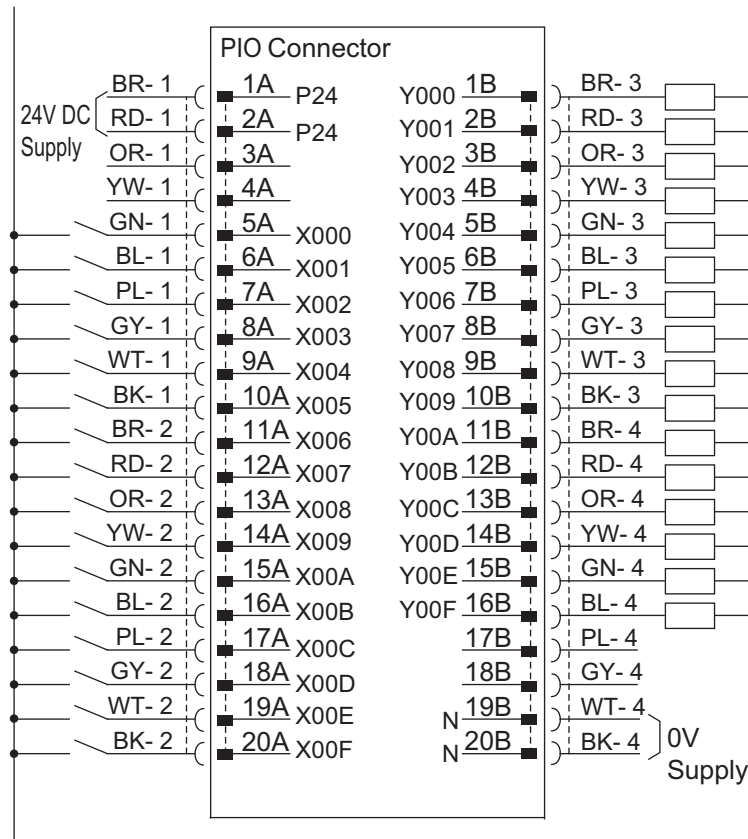 PIO Connector
BR- 1 1A P24 Y000 1B BR- 3
24V DC
Supply
RD- 1 2A P24 Y001 2B RD- 3
OR- 1 3A Y002 3B OR- 3
YW- 1 4A Y003 4B YW- 3
GN- 1 5A X000 Y004 5B GN- 3
BL- 1 6A X001 Y005 6B BL- 3
PL- 1 7A X002 Y006 7B PL- 3
GY- 1 8A X003 Y007 8B GY- 3
WT- 1 9A X004 Y008 9B WT- 3
BK- 1 10A X005 Y009 10B BK- 3
BR- 2 11A X006 Y00A 11B BR- 4
RD- 2 12A X007 Y00B 12B RD- 4
OR- 2 13A X008 Y00C 13B OR- 4
YW- 2 14A X009 Y00D 14B YW- 4
GN- 2 15A X00A Y00E 15B GN- 4
BL- 2 16A X00B Y00F 16B BL- 4
PL- 2 17A X00C 17B PL- 4
GY- 2 18A X00D 18B GY- 4
WT- 2 19A X00E N 19B WT- 4
BK- 2 20A X00F N 20B BK- 4
0V
Supply